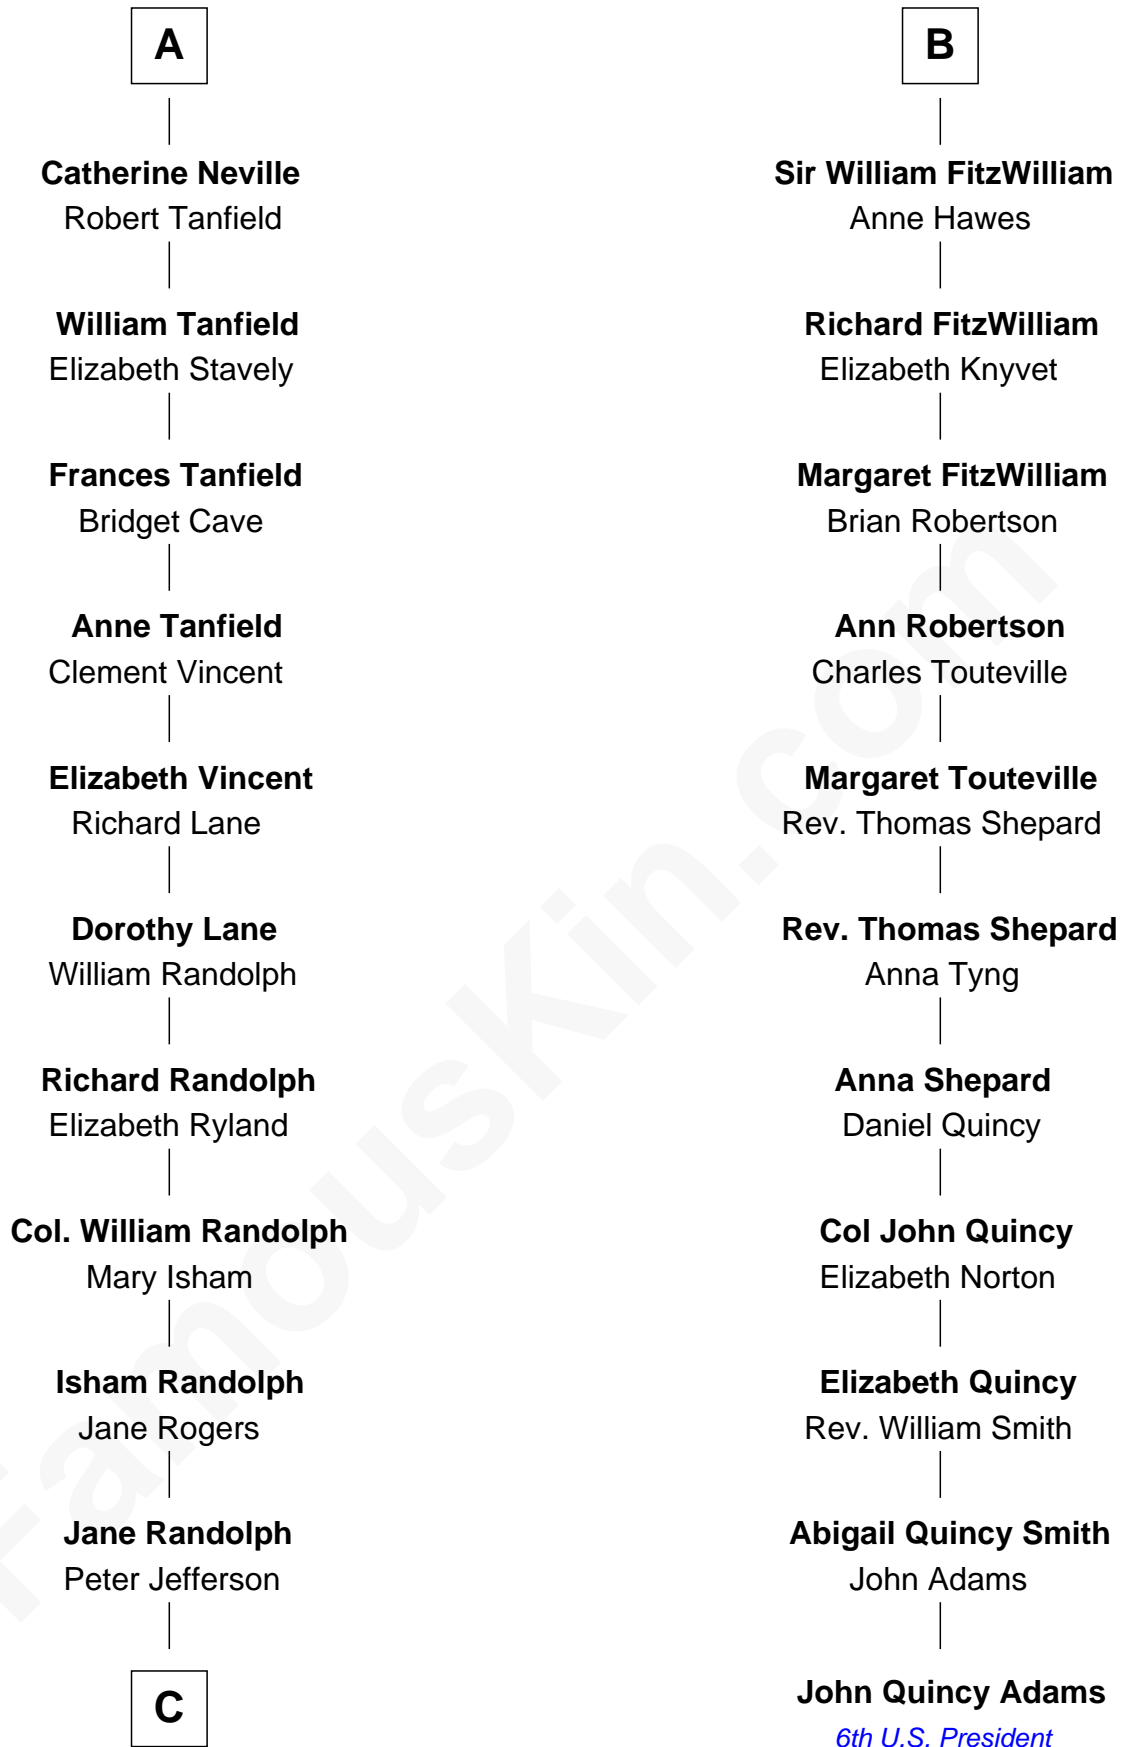 A
Catherine Neville
Robert Tanfield
William Tanfield
Elizabeth Stavely
Frances Tanfield
Bridget Cave
Anne Tanfield
Clement Vincent
Elizabeth Vincent
Richard Lane
Dorothy Lane
William Randolph
Richard Randolph
Elizabeth Ryland
Col. William Randolph
Mary Isham
Isham Randolph
Jane Rogers
Jane Randolph
Peter Jefferson
C
B
Sir William FitzWilliam
Anne Hawes
Richard FitzWilliam
Elizabeth Knyvet
Margaret FitzWilliam
Brian Robertson
Ann Robertson
Charles Touteville
Margaret Touteville
Rev. Thomas Shepard
Rev. Thomas Shepard
Anna Tyng
Anna Shepard
Daniel Quincy
Col John Quincy
Elizabeth Norton
Elizabeth Quincy
Rev. William Smith
Abigail Quincy Smith
John Adams
John Quincy Adams
6th U.S. President
FamousKin.com